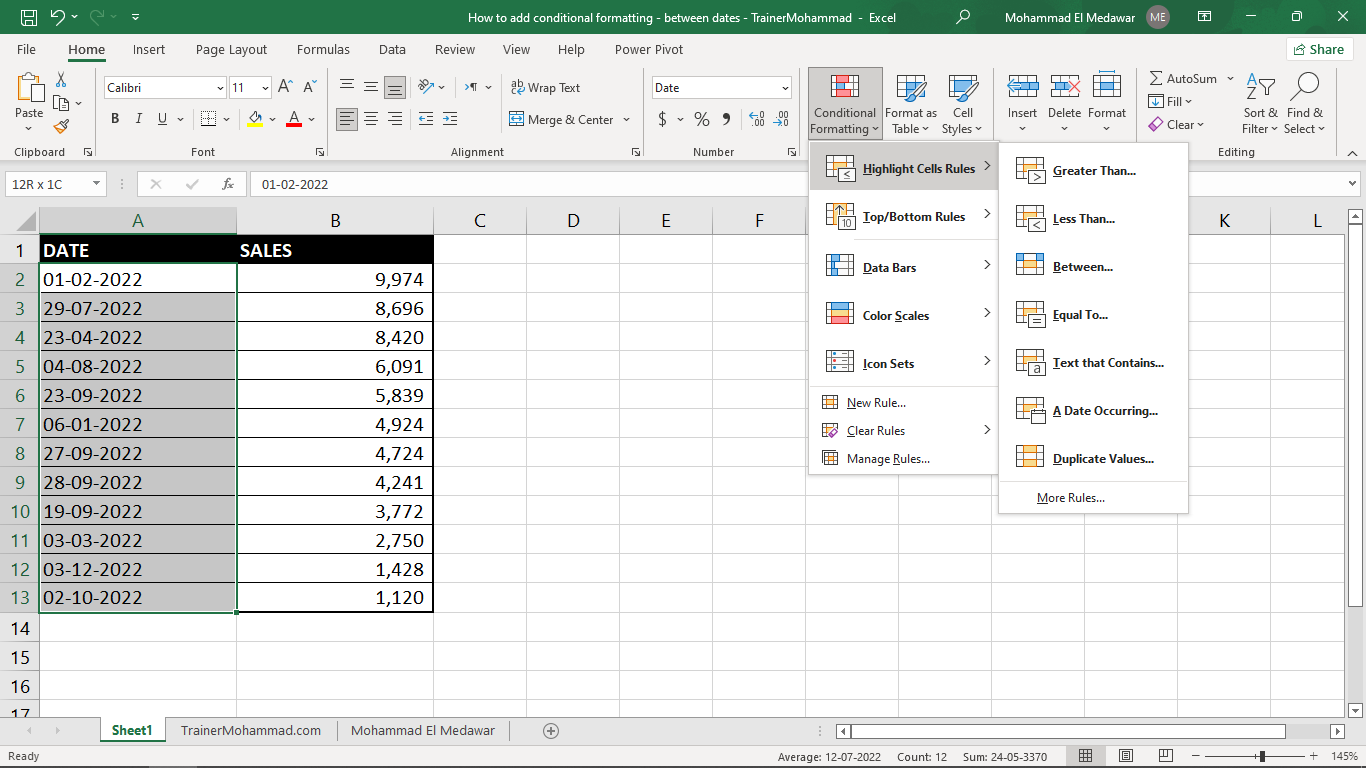 How to add conditional formatting - between dates - TrainerMohammad - Excel
Mohammad El Medawar ME
File Home Insert Page Layout Formulas Data Review View Help Power Pivot
Share
Paste
Clipboard
Calibri 11
B I U A
Font
ab Wrap Text
Merge & Center
Alignment
Date
$ % 9
Number
Conditional Formatting
Format as Table
Cell Styles
Insert Delete Format
AutoSum
Fill
Clear
Sort & Filter
Find & Select
Editing
12R x 1C
fx 01-02-2022
A B C D E F K L
1 DATE SALES
2 01-02-2022 9,974
3 29-07-2022 8,696
4 23-04-2022 8,420
5 04-08-2022 6,091
6 23-09-2022 5,839
7 06-01-2022 4,924
8 27-09-2022 4,724
9 28-09-2022 4,241
10 19-09-2022 3,772
11 03-03-2022 2,750
12 03-12-2022 1,428
13 02-10-2022 1,120
14
15
16
17
Highlight Cells Rules
Top/Bottom Rules
Data Bars
Color Scales
Icon Sets
New Rule...
Clear Rules
Manage Rules...
Greater Than...
Less Than...
Between...
Equal To...
Text that Contains...
A Date Occurring...
Duplicate Values...
More Rules...
Sheet1 TrainerMohammad.com Mohammad El Medawar
Ready
Average: 12-07-2022 Count: 12 Sum: 24-05-3370
145%